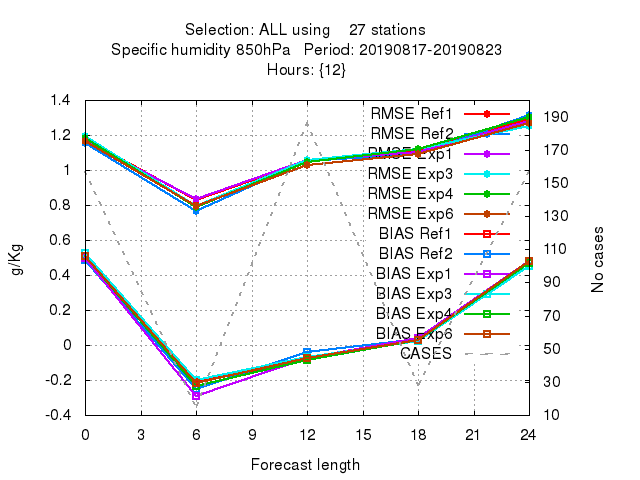 Selection: ALL using 27 stations
Specific humidity 850hPa Period: 20190817-20190823
Hours: {12}
1.4
1.2
1
0.8
0.6
0.4
0.2
0
-0.2
-0.4
g/Kg
RMSE Ref1
RMSE Ref2
RMSE Exp1
RMSE Exp3
RMSE Exp4
RMSE Exp6
BIAS Ref1
BIAS Ref2
BIAS Exp1
BIAS Exp3
BIAS Exp4
BIAS Exp6
CASES
190
170
150
130
110
90
70
50
30
10
No cases
0 3 6 9 12 15 18 21 24
Forecast length